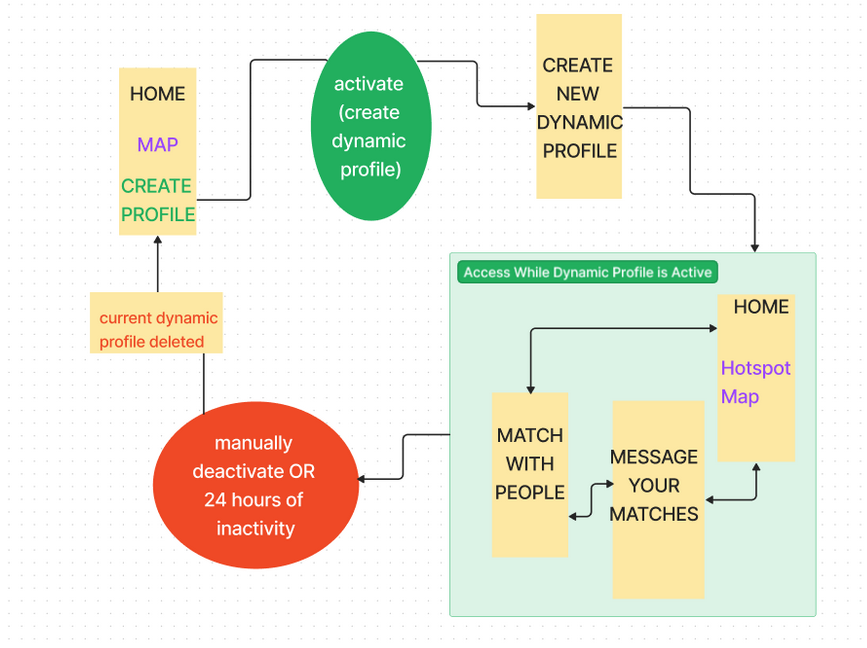 HOME
MAP
CREATE
PROFILE
activate
(create
dynamic
profile)
CREATE
NEW
DYNAMIC
PROFILE
Access While Dynamic Profile is Active
HOME
Hotspot
Map
MATCH
WITH
PEOPLE
MESSAGE
YOUR
MATCHES
manually
deactivate OR
24 hours of
inactivity
current dynamic
profile deleted